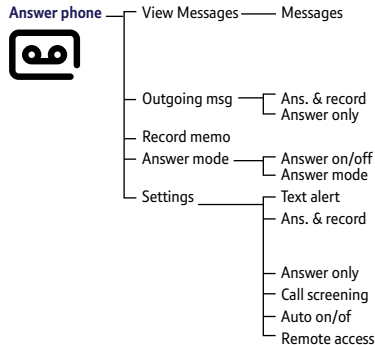 Answer phone View Messages Messages
Outgoing msg Ans. & record
Answer only
Record memo
Answer mode Answer on/off
Answer mode
Settings Text alert
Ans. & record
Answer only
Call screening
Auto on/of
Remote access